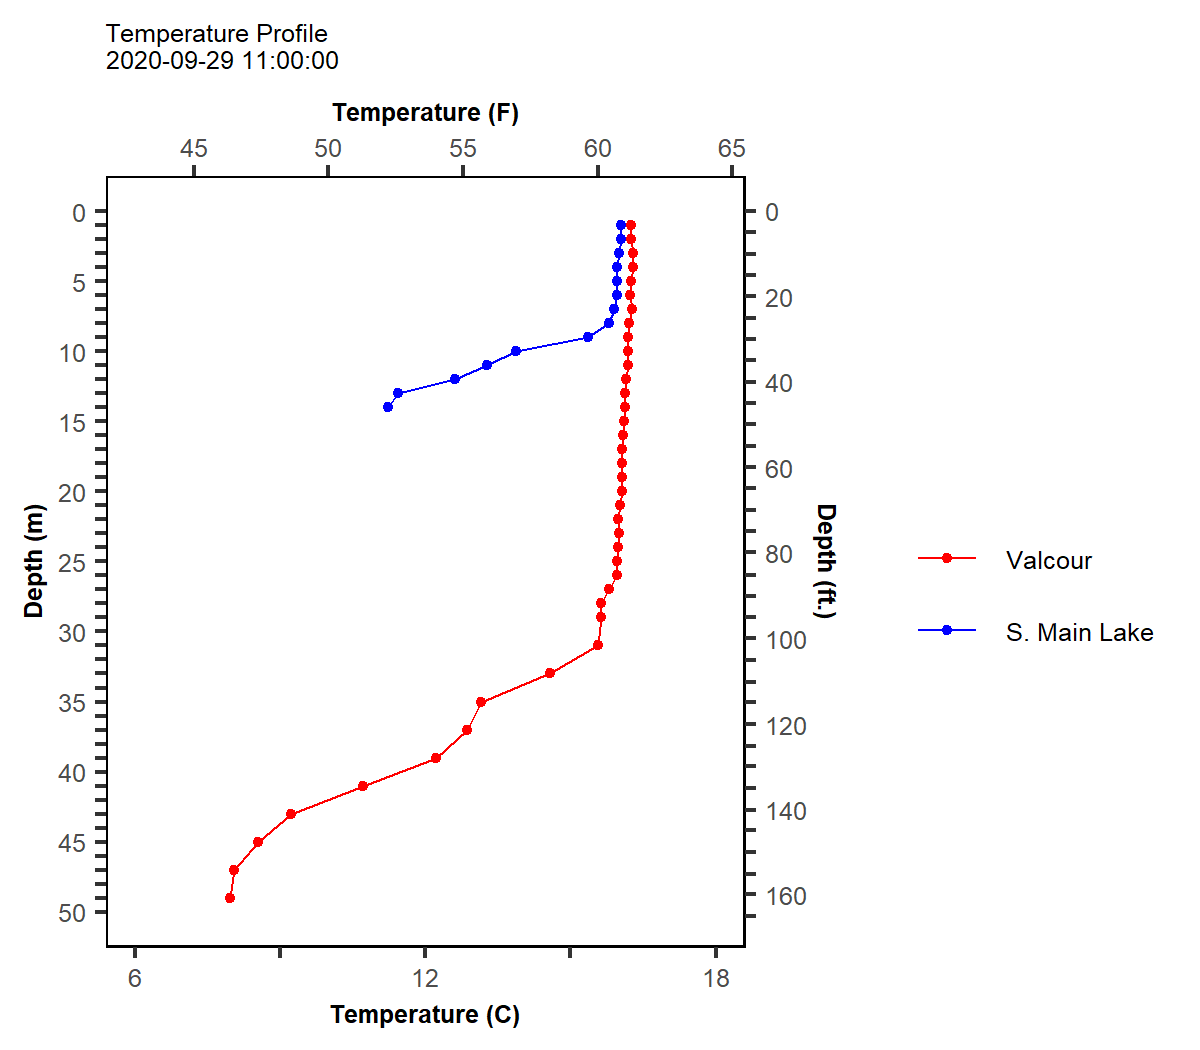 Temperature Profile
2020-09-29 11:00:00
Temperature (F)
45 50 55 60 65
0
5
10
15
20
25
30
35
40
45
50
Depth (m)
0
20
40
60
80
100
120
140
160
Depth (ft.)
Valcour
S. Main Lake
6 12 18
Temperature (C)